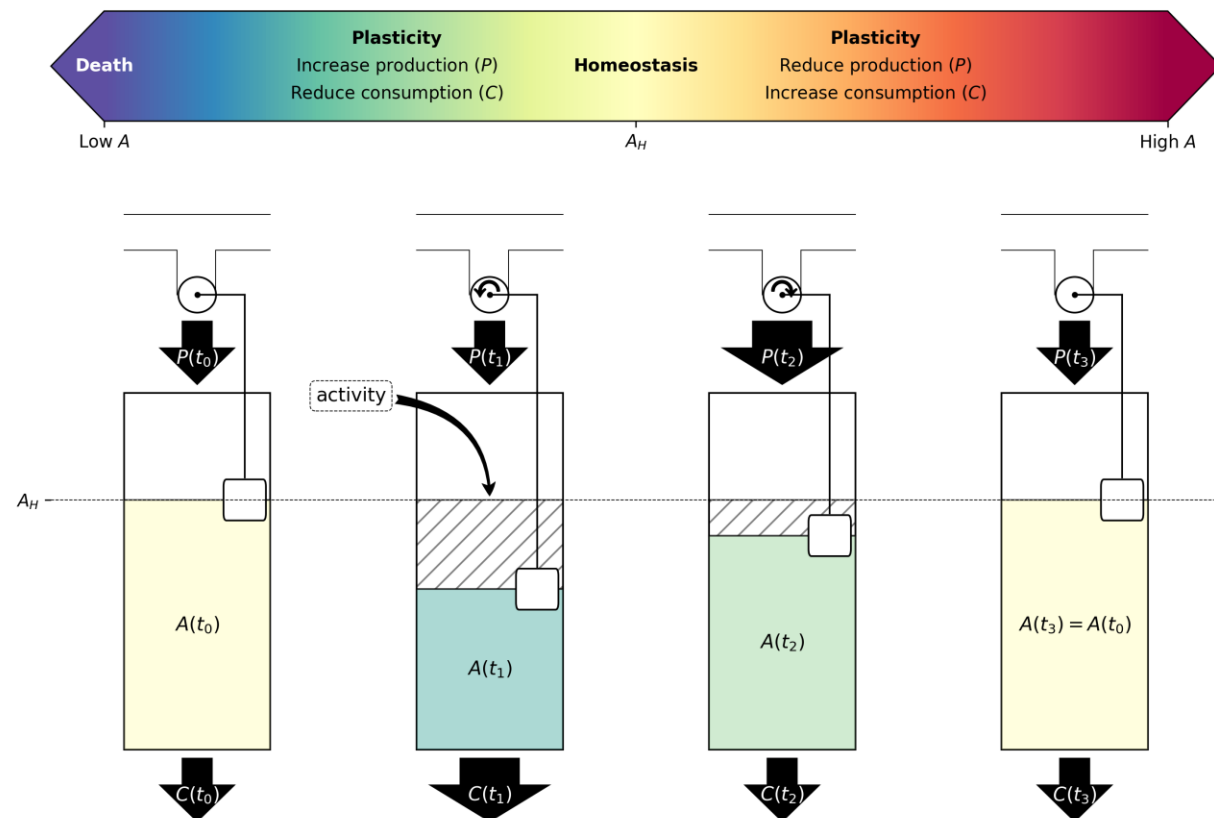 Plasticity
Plasticity
Death
Increase production (P)
Homeostasis
Reduce production (P)
Reduce consumption (C)
Increase consumption (C)
Low A
A_H
High A
P(t₀)
P(t₁)
P(t₂)
P(t₃)
activity
A_H
A(t₀)
A(t₁)
A(t₂)
A(t₃) = A(t₀)
C(t₀)
C(t₁)
C(t₂)
C(t₃)